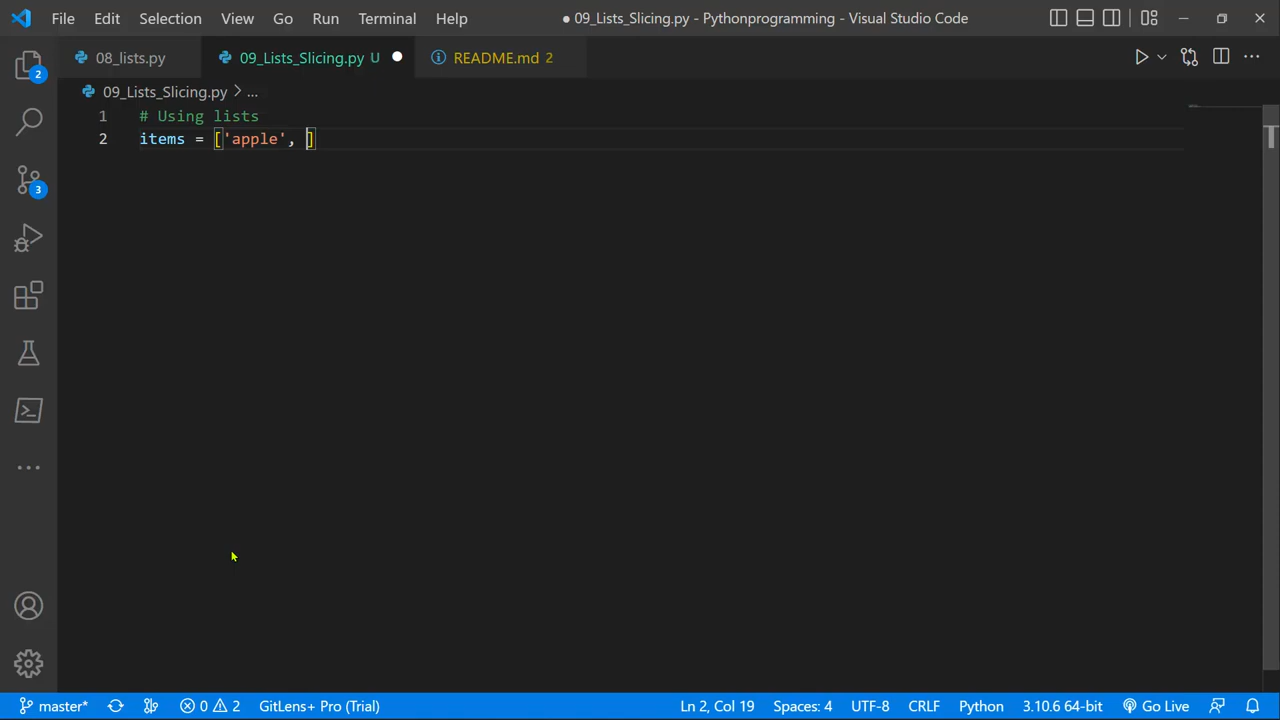 File Edit Selection View Go Run Terminal Help ● 09_Lists_Slicing.py - Pythonprogramming - Visual Studio Code
08_lists.py 09_Lists_Slicing.py U README.md 2
2
09_Lists_Slicing.py > ...
1 # Using lists
2 items = ['apple', ]
3
master* 0 2 GitLens+ Pro (Trial) Ln 2, Col 19 Spaces: 4 UTF-8 CRLF Python 3.10.6 64-bit Go Live